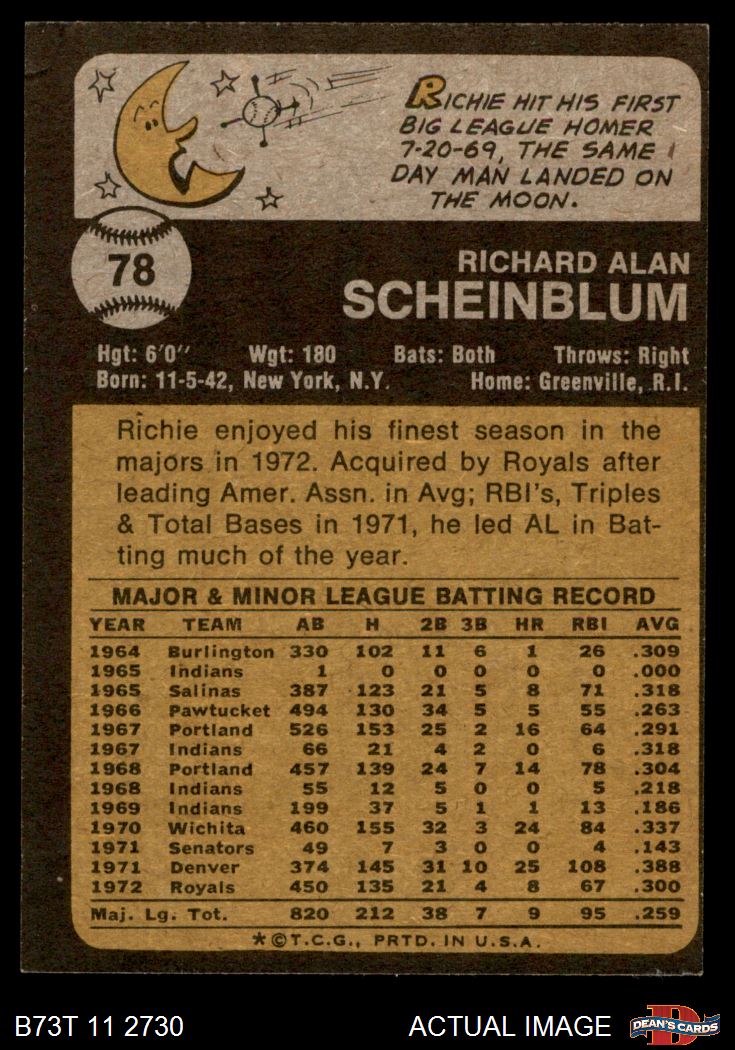 RICHIE HIT HIS FIRST
BIG LEAGUE HOMER
7-20-69, THE SAME
DAY MAN LANDED ON
THE MOON.
78
RICHARD ALAN
SCHEINBLUM
Hgt: 6'0" Wgt: 180 Bats: Both Throws: Right
Born: 11-5-42, New York, N.Y. Home: Greenville, R.I.
Richie enjoyed his finest season in the
majors in 1972. Acquired by Royals after
leading Amer. Assn. in Avg; RBI's, Triples
& Total Bases in 1971, he led AL in Bat-
ting much of the year.
MAJOR & MINOR LEAGUE BATTING RECORD
YEAR TEAM AB H 2B 3B HR RBI AVG
1964 Burlington 330 102 11 6 1 26 .309
1965 Indians 1 0 0 0 0 0 .000
1965 Salinas 387 123 21 5 8 71 .318
1966 Pawtucket 494 130 34 5 5 55 .263
1967 Portland 526 153 25 2 16 64 .291
1967 Indians 66 21 4 2 0 6 .318
1968 Portland 457 139 24 7 14 78 .304
1968 Indians 55 12 5 0 0 5 .218
1969 Indians 199 37 5 1 1 13 .186
1970 Wichita 460 155 32 3 24 84 .337
1971 Senators 49 7 3 0 0 4 .143
1971 Denver 374 145 31 10 25 108 .388
1972 Royals 450 135 21 4 8 67 .300
Maj. Lg. Tot. 820 212 38 7 9 95 .259
*©T.C.G., PRTD. IN U.S.A.
B73T 11 2730 ACTUAL IMAGE
D
DEAN'S CARDS